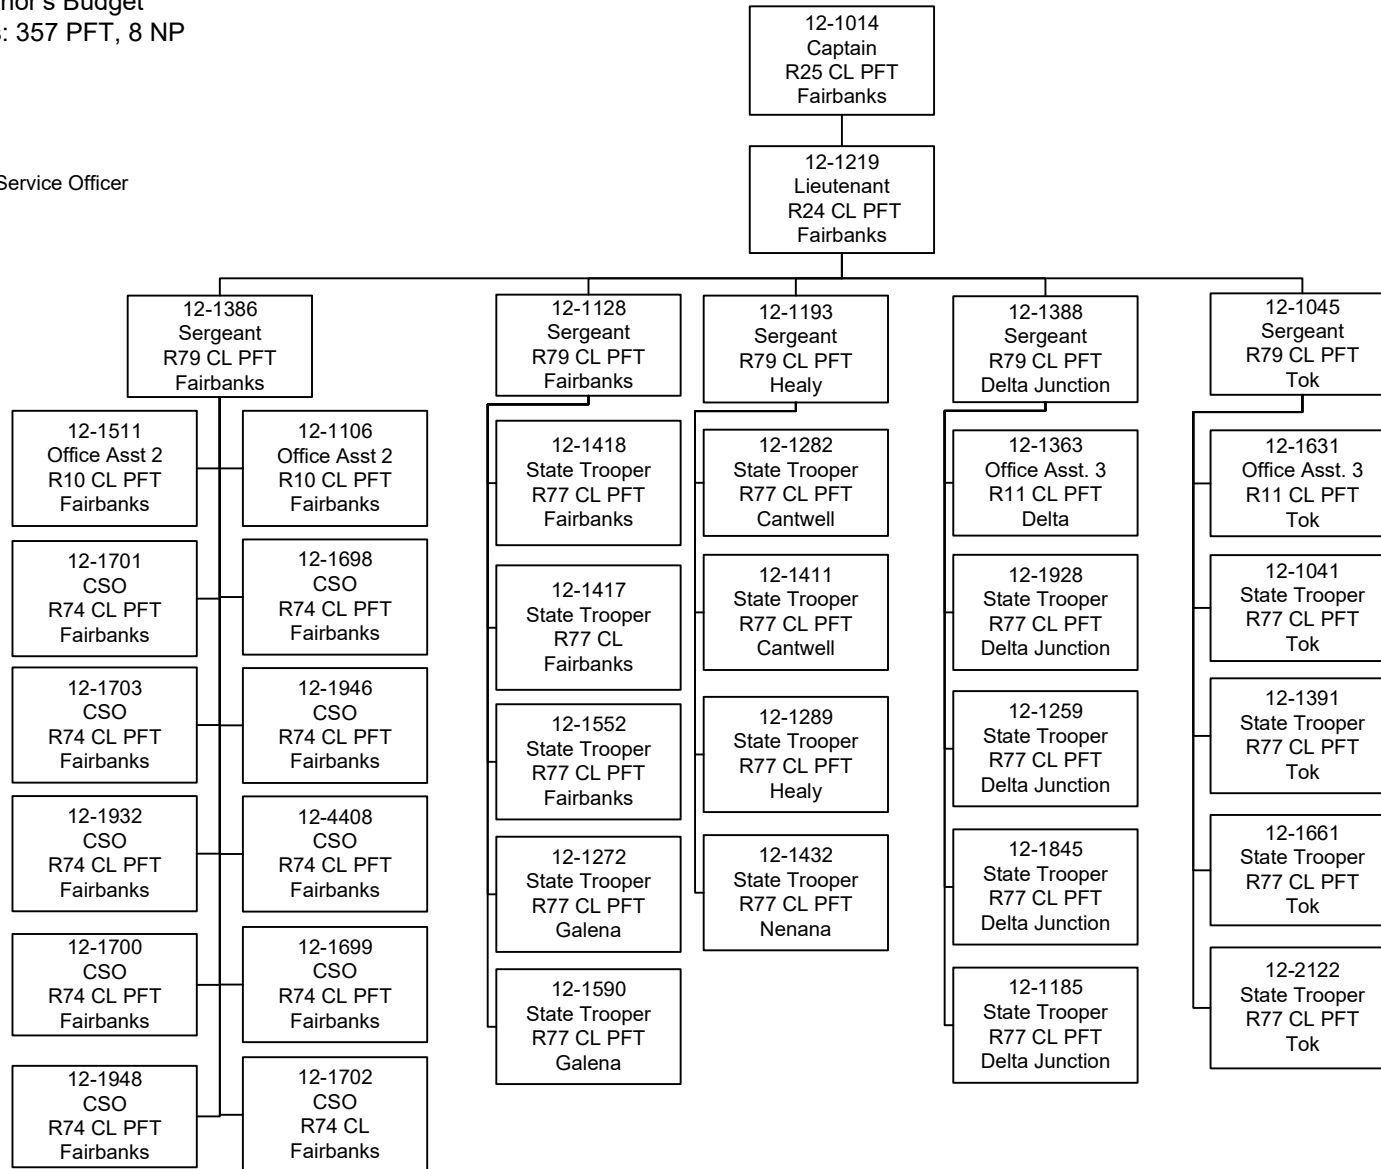 nor's Budget
s: 357 PFT, 8 NP
Service Officer
12-1014
Captain
R25 CL PFT
Fairbanks
12-1219
Lieutenant
R24 CL PFT
Fairbanks
12-1386
Sergeant
R79 CL PFT
Fairbanks
12-1128
Sergeant
R79 CL PFT
Fairbanks
12-1193
Sergeant
R79 CL PFT
Healy
12-1388
Sergeant
R79 CL PFT
Delta Junction
12-1045
Sergeant
R79 CL PFT
Tok
12-1511
Office Asst 2
R10 CL PFT
Fairbanks
12-1106
Office Asst 2
R10 CL PFT
Fairbanks
12-1701
CSO
R74 CL PFT
Fairbanks
12-1698
CSO
R74 CL PFT
Fairbanks
12-1703
CSO
R74 CL PFT
Fairbanks
12-1946
CSO
R74 CL PFT
Fairbanks
12-1932
CSO
R74 CL PFT
Fairbanks
12-4408
CSO
R74 CL PFT
Fairbanks
12-1700
CSO
R74 CL PFT
Fairbanks
12-1699
CSO
R74 CL PFT
Fairbanks
12-1948
CSO
R74 CL PFT
Fairbanks
12-1702
CSO
R74 CL
Fairbanks
12-1418
State Trooper
R77 CL PFT
Fairbanks
12-1417
State Trooper
R77 CL
Fairbanks
12-1552
State Trooper
R77 CL PFT
Fairbanks
12-1272
State Trooper
R77 CL PFT
Galena
12-1590
State Trooper
R77 CL PFT
Galena
12-1282
State Trooper
R77 CL PFT
Cantwell
12-1411
State Trooper
R77 CL PFT
Cantwell
12-1289
State Trooper
R77 CL PFT
Healy
12-1432
State Trooper
R77 CL PFT
Nenana
12-1363
Office Asst. 3
R11 CL PFT
Delta
12-1928
State Trooper
R77 CL PFT
Delta Junction
12-1259
State Trooper
R77 CL PFT
Delta Junction
12-1845
State Trooper
R77 CL PFT
Delta Junction
12-1185
State Trooper
R77 CL PFT
Delta Junction
12-1631
Office Asst. 3
R11 CL PFT
Tok
12-1041
State Trooper
R77 CL PFT
Tok
12-1391
State Trooper
R77 CL PFT
Tok
12-1661
State Trooper
R77 CL PFT
Tok
12-2122
State Trooper
R77 CL PFT
Tok